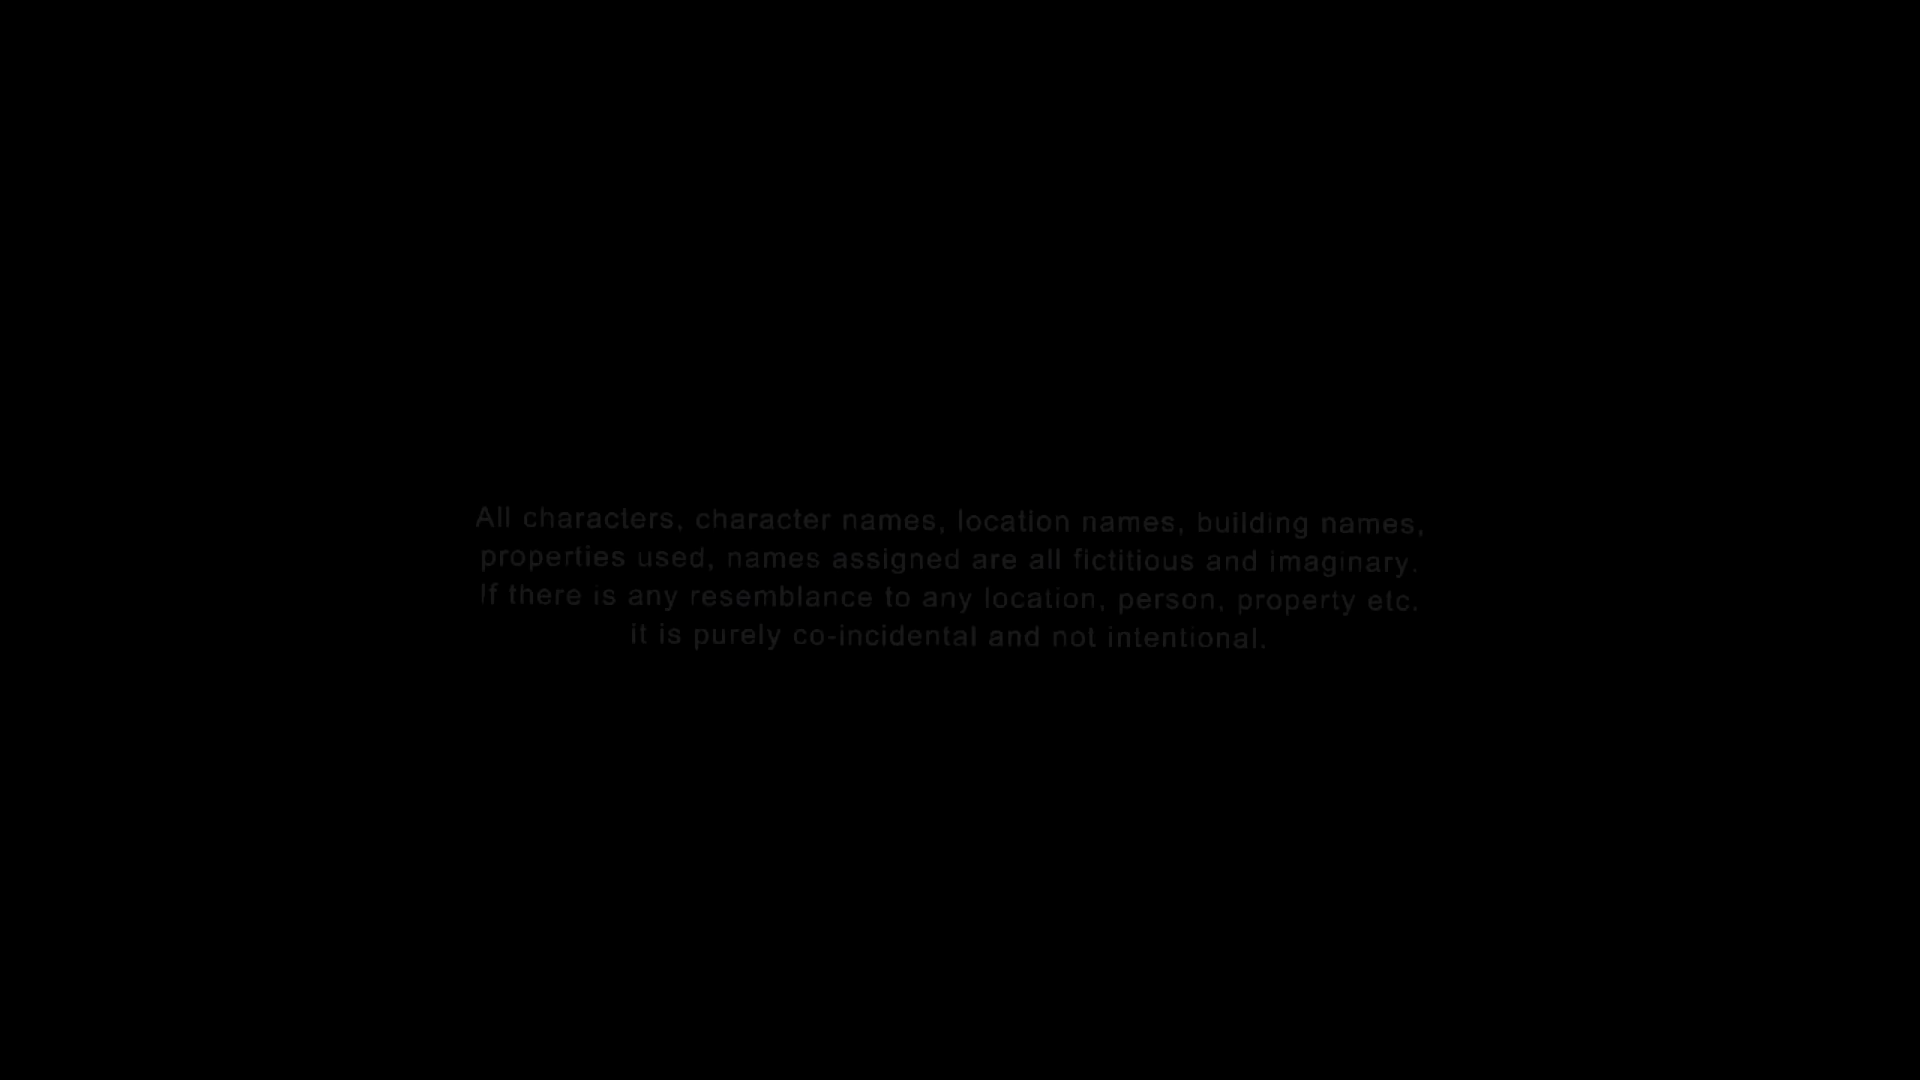 All characters, character names, location names, building names,
properties used, names assigned are all fictitious and imaginary.
If there is any resemblance to any location, person, property etc.
it is purely co-incidental and not intentional.